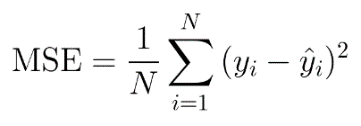 MSE = \frac{1}{N} \sum_{i=1}^{N} (y_i - \hat{y}_i)^2